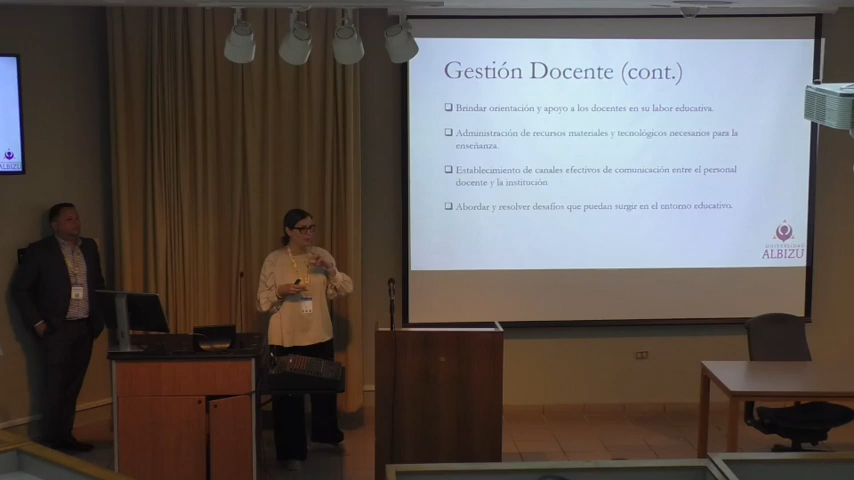 Gestión Docente (cont.)
❑ Brindar orientación y apoyo a los docentes en su labor educativa.
❑ Administración de recursos materiales y tecnológicos necesarios para la
enseñanza.
❑ Establecimiento de canales efectivos de comunicación entre el personal
docente y la institución
❑ Abordar y resolver desafíos que puedan surgir en el entorno educativo.
UNIVERSIDAD
ALBIZU
ALBIZU